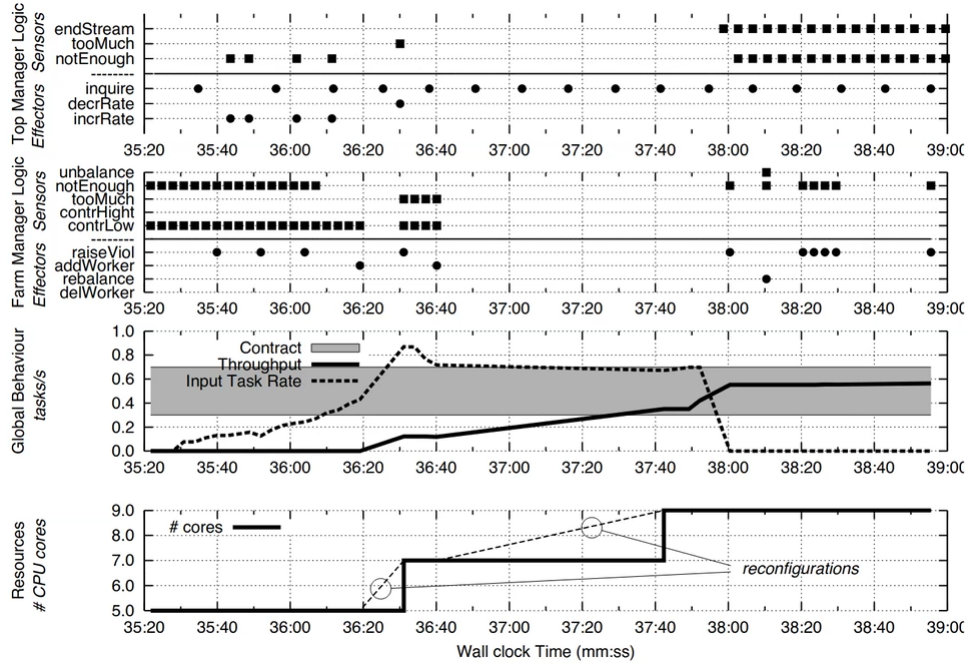 Top Manager Logic
Effectors Sensors
endStream
tooMuch
notEnough
--------
inquire
decrRate
incrRate
35:20 35:40 36:00 36:20 36:40 37:00 37:20 37:40 38:00 38:20 38:40 39:00
Farm Manager Logic
Effectors Sensors
unbalance
notEnough
tooMuch
contrHight
contrLow
--------
raiseViol
addWorker
rebalance
delWorker
35:20 35:40 36:00 36:20 36:40 37:00 37:20 37:40 38:00 38:20 38:40 39:00
Global Behaviour
tasks/s
1.0
0.8
0.6
0.4
0.2
0.0
Contract
Throughput
Input Task Rate
35:20 35:40 36:00 36:20 36:40 37:00 37:20 37:40 38:00 38:20 38:40 39:00
Resources
# CPU cores
9.0
8.0
7.0
6.0
5.0
# cores
reconfigurations
35:20 35:40 36:00 36:20 36:40 37:00 37:20 37:40 38:00 38:20 38:40 39:00
Wall clock Time (mm:ss)